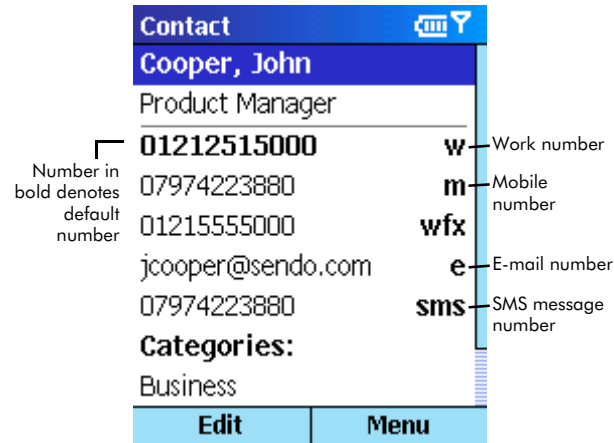 Contact
Cooper, John
Product Manager
01212515000 w
07974223880 m
01215555000 wfx
jcooper@sendo.com e
07974223880 sms
Categories:
Business
Edit Menu
Number in
bold denotes
default
number
Work number
Mobile
number
E-mail number
SMS message
number